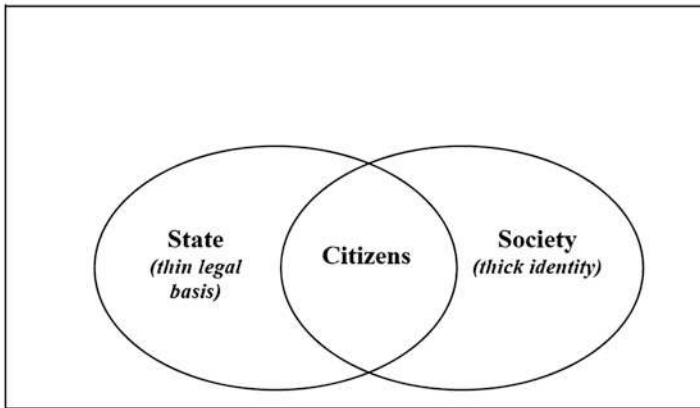 State
(thin legal
basis)
Citizens
Society
(thick identity)